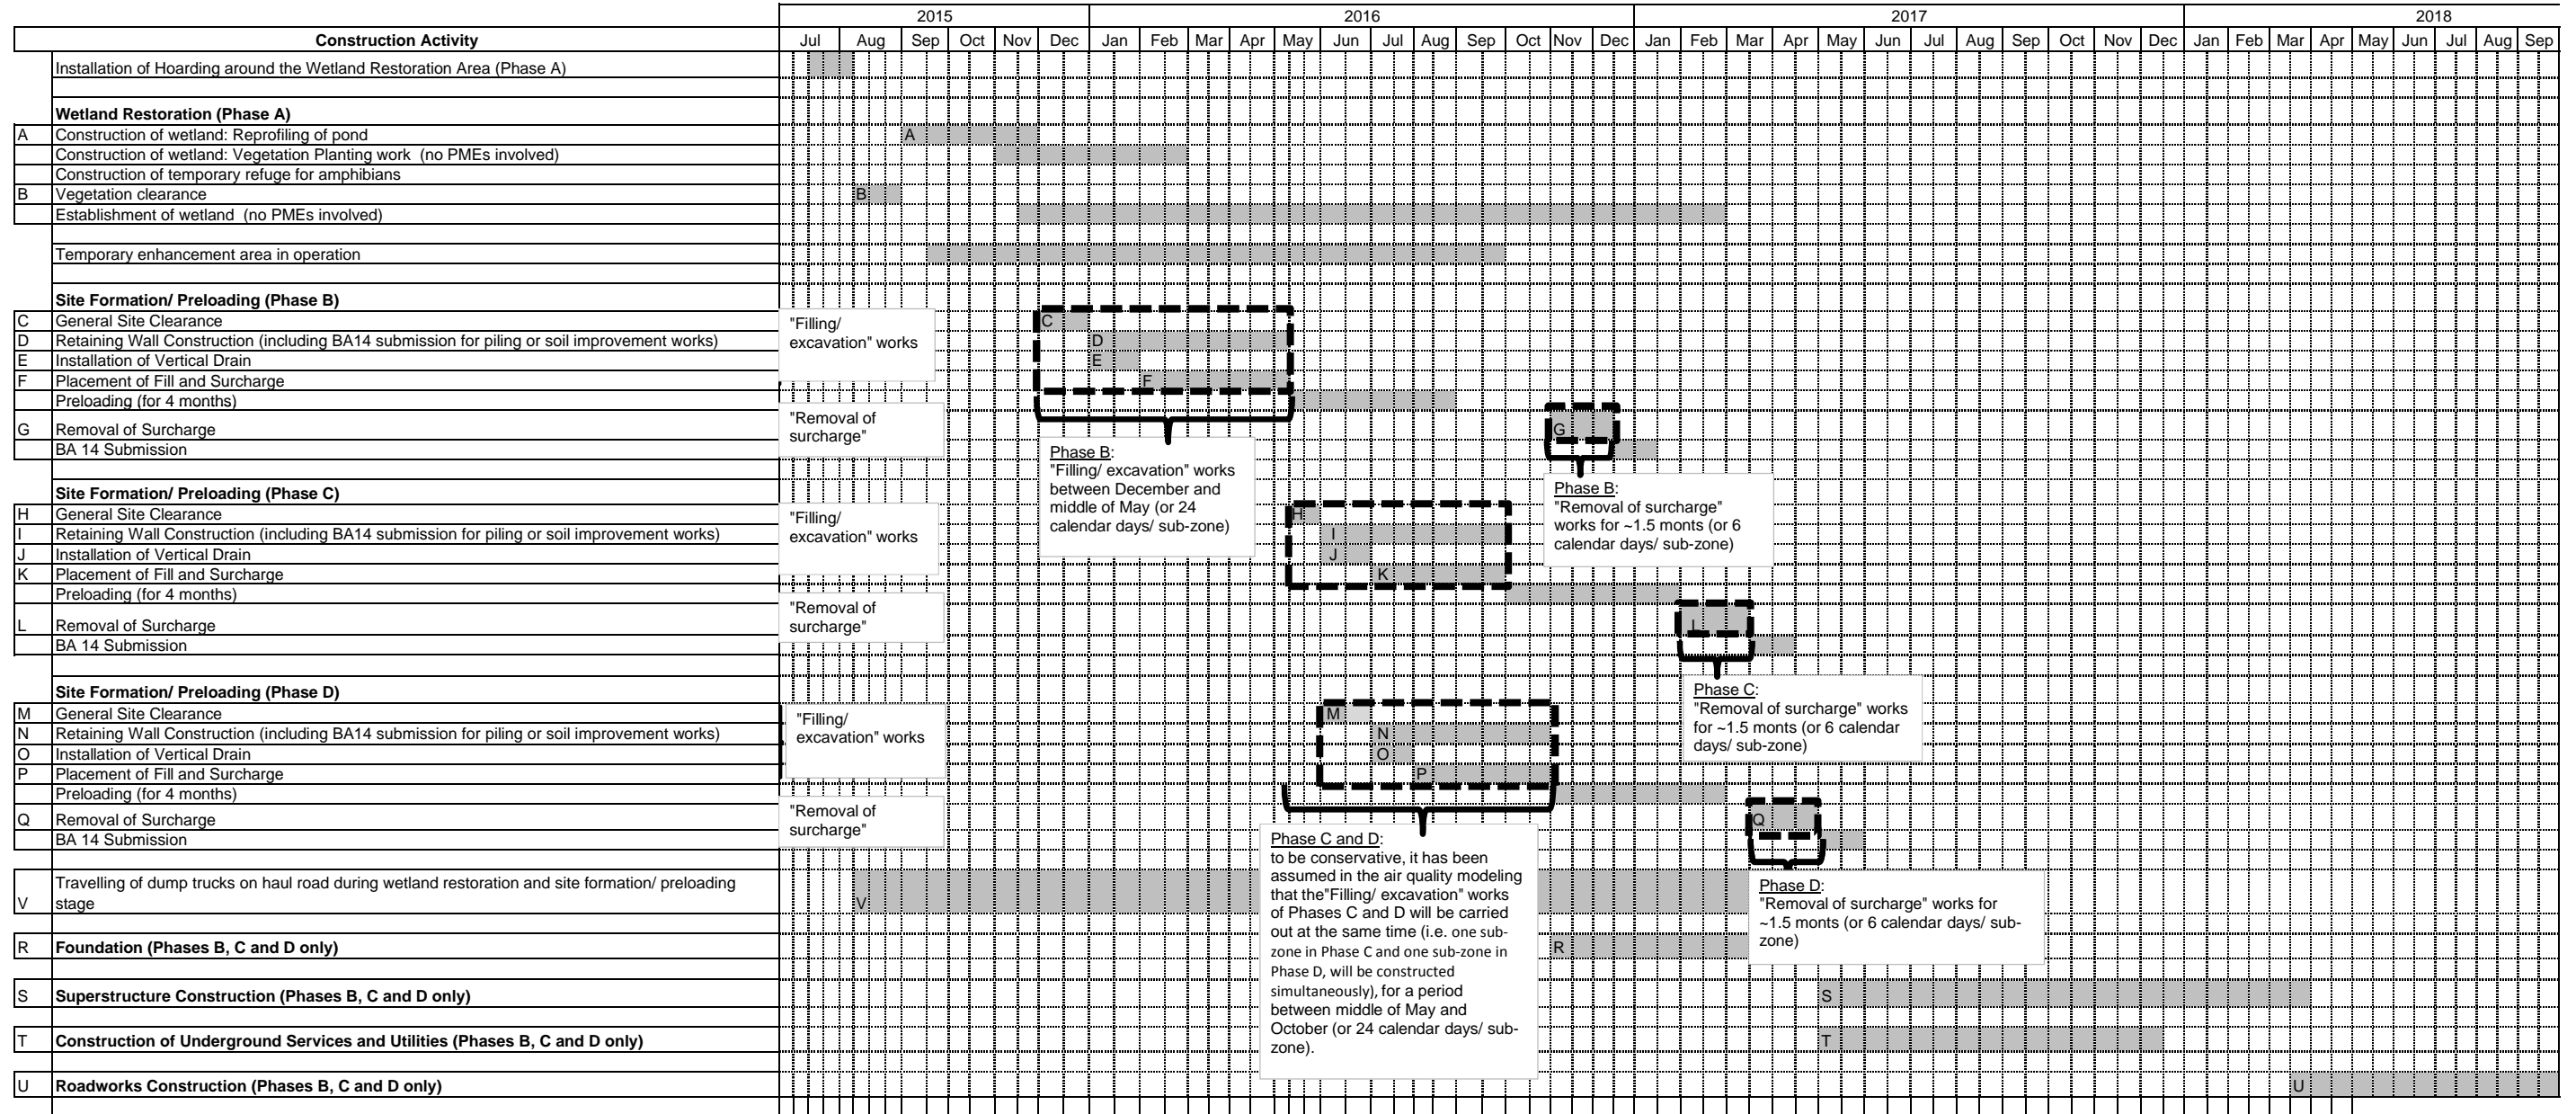 2015 2016 2017 2018
Construction Activity Jul Aug Sep Oct Nov Dec Jan Feb Mar Apr May Jun Jul Aug Sep Oct Nov Dec Jan Feb Mar Apr May Jun Jul Aug Sep Oct Nov Dec Jan Feb Mar Apr May Jun Jul Aug Sep
Installation of Hoarding around the Wetland Restoration Area (Phase A)
Wetland Restoration (Phase A)
A Construction of wetland: Reprofiling of pond A
Construction of wetland: Vegetation Planting work (no PMEs involved)
Construction of temporary refuge for amphibians
B Vegetation clearance B
Establishment of wetland (no PMEs involved)
Temporary enhancement area in operation
Site Formation/ Preloading (Phase B)
C General Site Clearance C
D Retaining Wall Construction (including BA14 submission for piling or soil improvement works) D
E Installation of Vertical Drain E
F Placement of Fill and Surcharge F
Preloading (for 4 months)
G Removal of Surcharge G
BA 14 Submission
"Filling/
excavation" works
"Removal of
surcharge"
Phase B:
"Filling/ excavation" works
between December and
middle of May (or 24
calendar days/ sub-zone)
Phase B:
"Removal of surcharge"
works for ~1.5 monts (or 6
calendar days/ sub-zone)
Site Formation/ Preloading (Phase C)
H General Site Clearance H
I Retaining Wall Construction (including BA14 submission for piling or soil improvement works) I
J Installation of Vertical Drain J
K Placement of Fill and Surcharge K
Preloading (for 4 months)
L Removal of Surcharge L
BA 14 Submission
"Filling/
excavation" works
"Removal of
surcharge"
Phase C:
"Removal of surcharge" works
for ~1.5 monts (or 6 calendar
days/ sub-zone)
Site Formation/ Preloading (Phase D)
M General Site Clearance M
N Retaining Wall Construction (including BA14 submission for piling or soil improvement works) N
O Installation of Vertical Drain O
P Placement of Fill and Surcharge P
Preloading (for 4 months)
Q Removal of Surcharge Q
BA 14 Submission
"Filling/
excavation" works
"Removal of
surcharge"
Phase C and D:
to be conservative, it has been
assumed in the air quality modeling
that the"Filling/ excavation" works
of Phases C and D will be carried
out at the same time (i.e. one sub-
zone in Phase C and one sub-zone in
Phase D, will be constructed
simultaneously), for a period
between middle of May and
October (or 24 calendar days/ sub-
zone).
Phase D:
"Removal of surcharge" works for
~1.5 monts (or 6 calendar days/ sub-
zone)
Travelling of dump trucks on haul road during wetland restoration and site formation/ preloading
V stage V
R Foundation (Phases B, C and D only) R
S Superstructure Construction (Phases B, C and D only) S
T Construction of Underground Services and Utilities (Phases B, C and D only) T
U Roadworks Construction (Phases B, C and D only) U